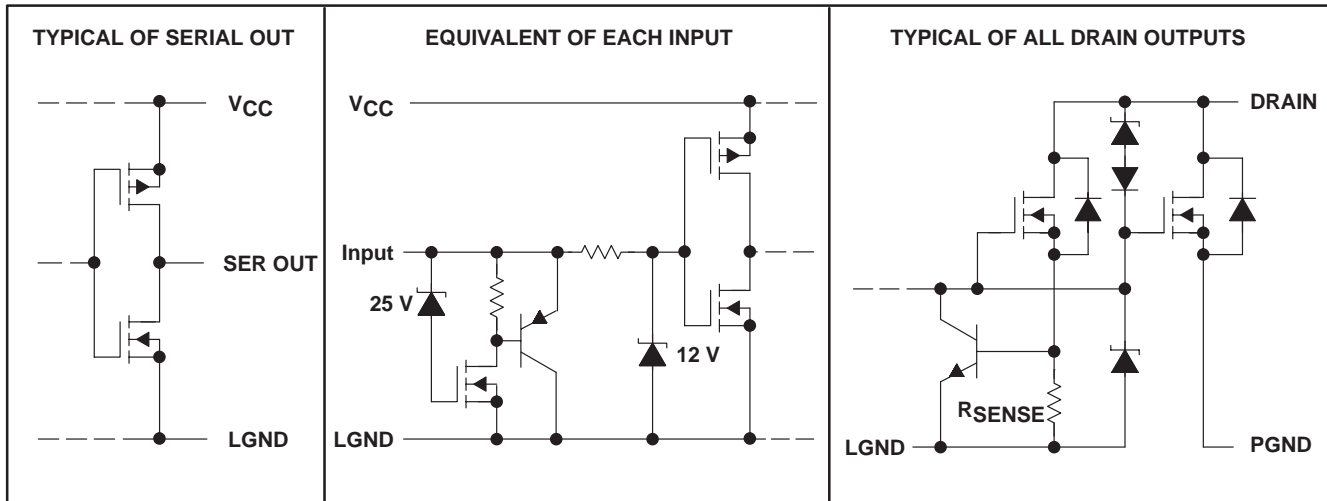 TYPICAL OF SERIAL OUT
VCC
SER OUT
LGND
EQUIVALENT OF EACH INPUT
VCC
Input
25 V
12 V
LGND
TYPICAL OF ALL DRAIN OUTPUTS
DRAIN
RSENSE
LGND
PGND